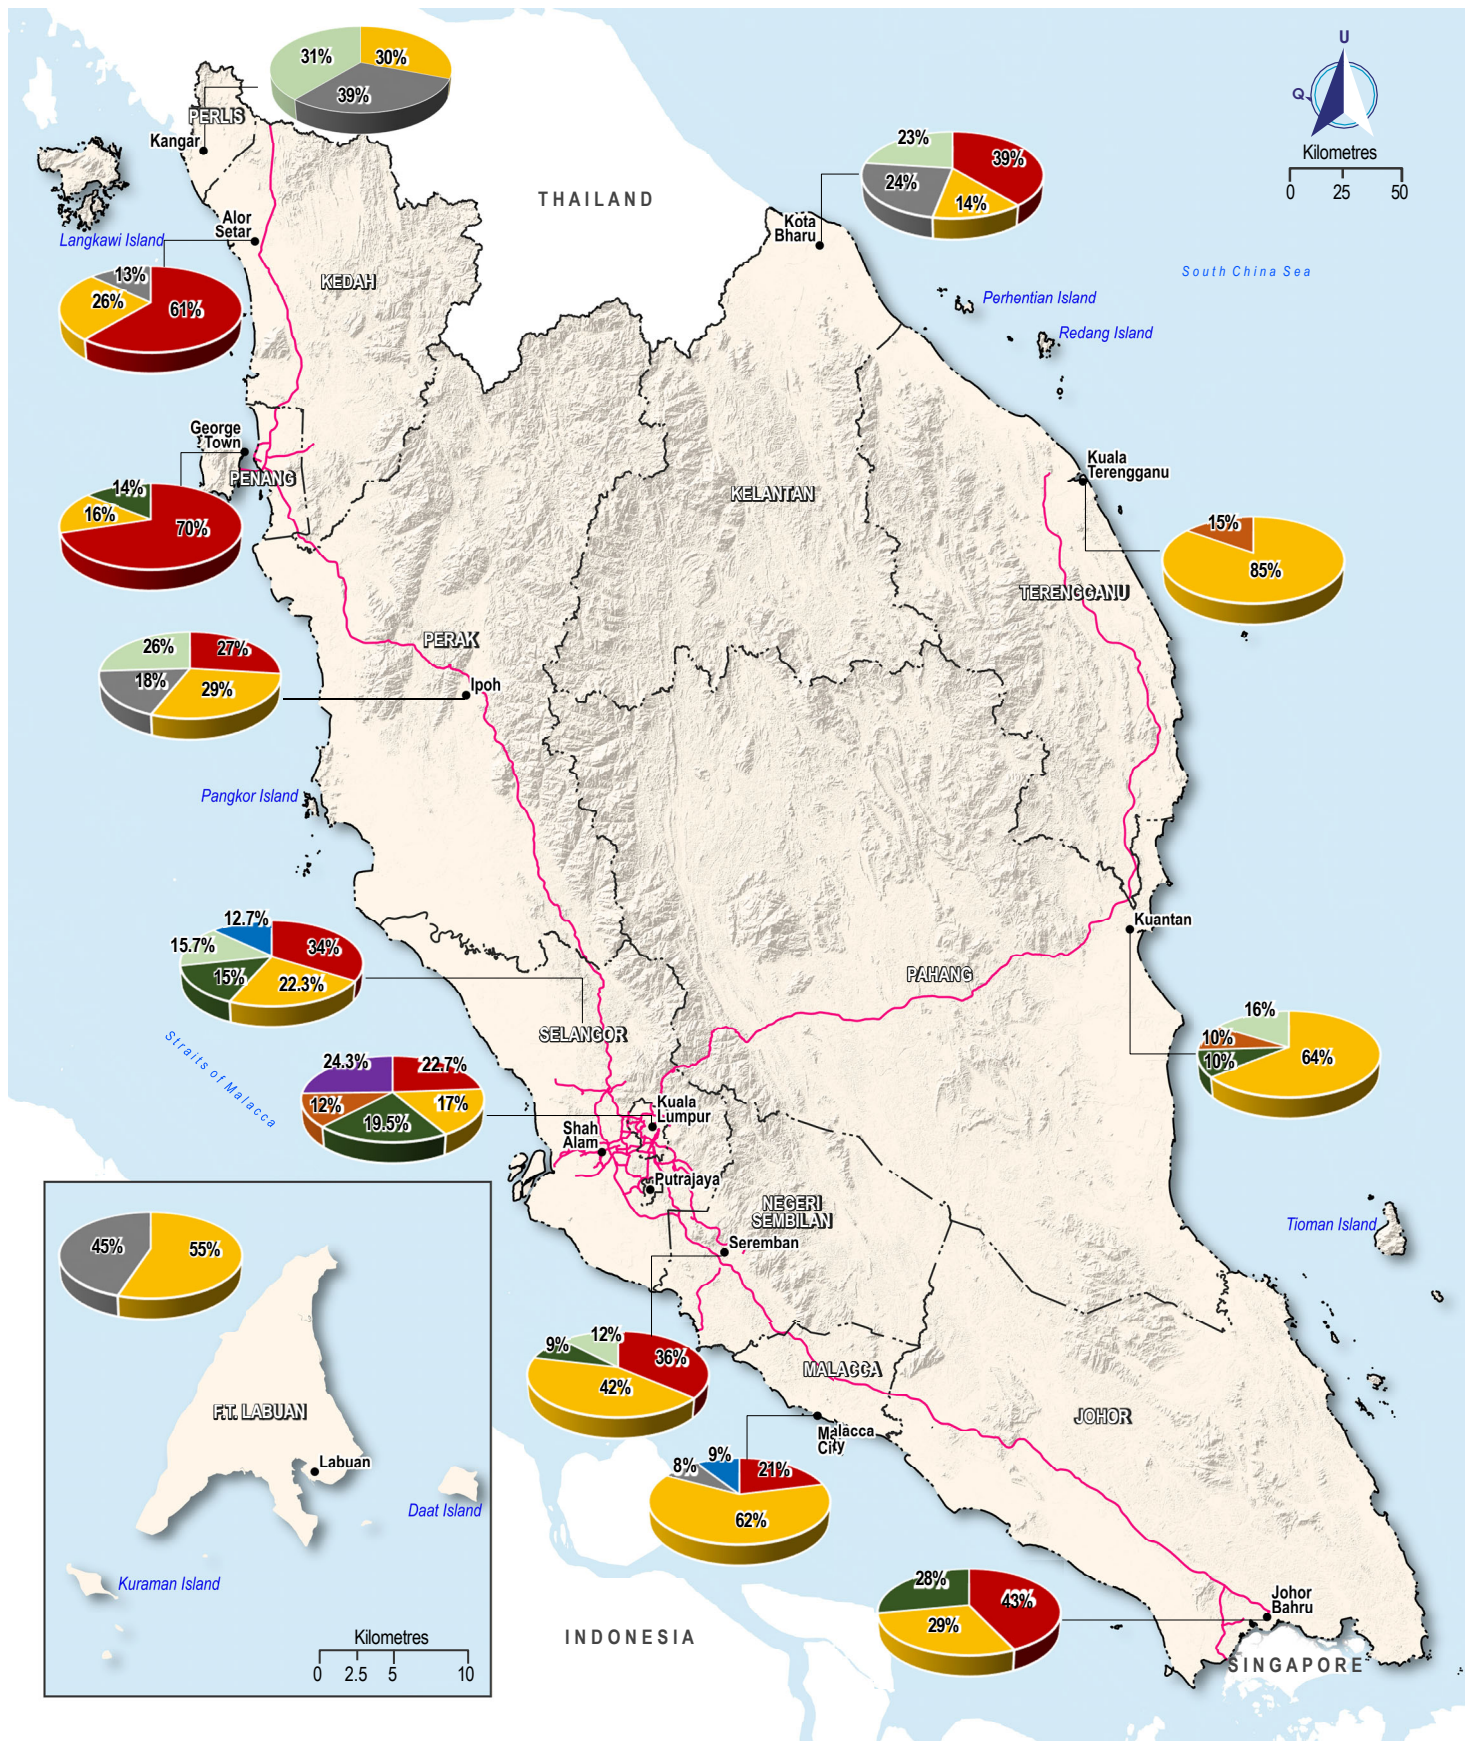 31%
30%
39%
PERLIS
Kangar
U
Q
Kilometres
0 25 50
THAILAND
23%
39%
24%
14%
Kota
Bharu
Alor
Setar
Langkawi Island
KEDAH
South China Sea
Perhentian Island
Redang Island
13%
26%
61%
George
Town
PENANG
Kuala
Terengganu
KELANTAN
14%
16%
70%
15%
85%
TERENGGANU
PERAK
26%
27%
18%
29%
Ipoh
Pangkor Island
12.7%
15.7%
34%
15%
22.3%
Kuantan
PAHANG
SELANGOR
Straits of Malacca
16%
10%
10%
64%
24.3%
22.7%
12%
17%
19.5%
Kuala
Lumpur
Shah
Alam
Putrajaya
NEGERI
SEMBILAN
Seremban
Tioman Island
45%
55%
F.T. LABUAN
Labuan
Daat Island
Kuraman Island
Kilometres
0 2.5 5 10
9%
12%
36%
42%
MALACCA
Malacca
City
JOHOR
8%
9%
21%
62%
28%
43%
29%
Johor
Bahru
INDONESIA
SINGAPORE